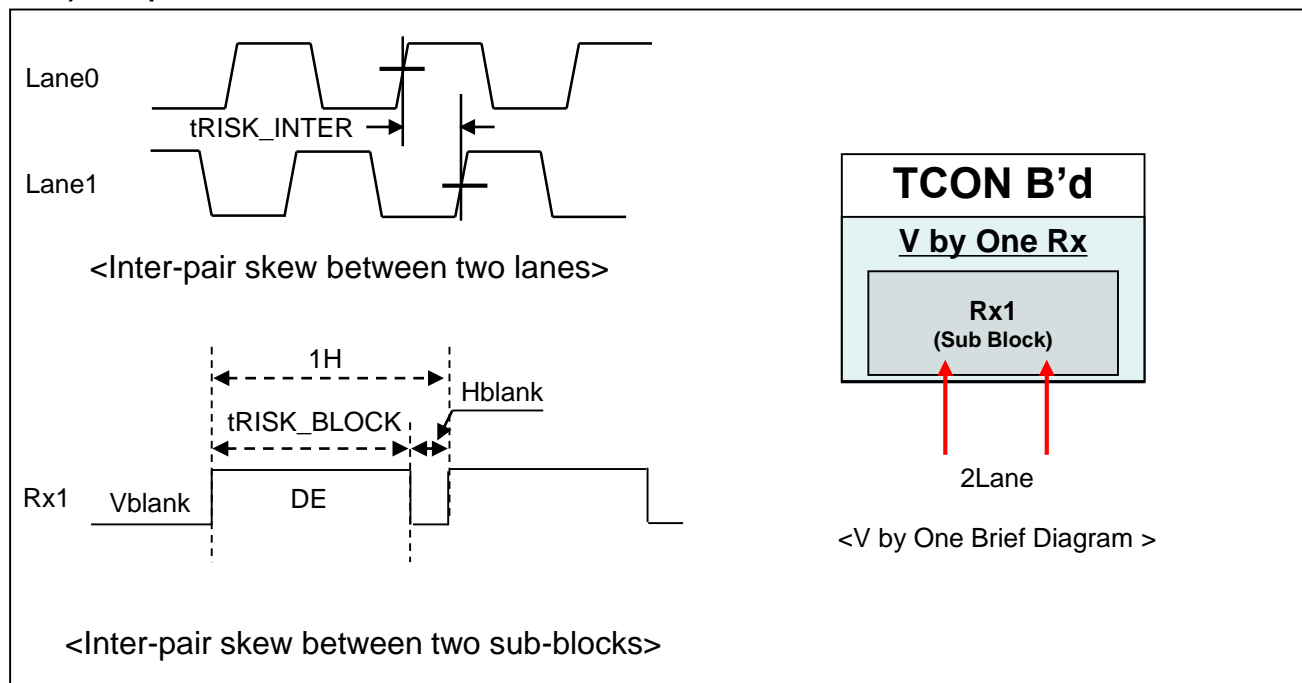 Lane0
tRISK_INTER
Lane1
<Inter-pair skew between two lanes>
1H
Hblank
tRISK_BLOCK
Rx1
Vblank
DE
<Inter-pair skew between two sub-blocks>
TCON B’d
V by One Rx
Rx1
(Sub Block)
2Lane
<V by One Brief Diagram >